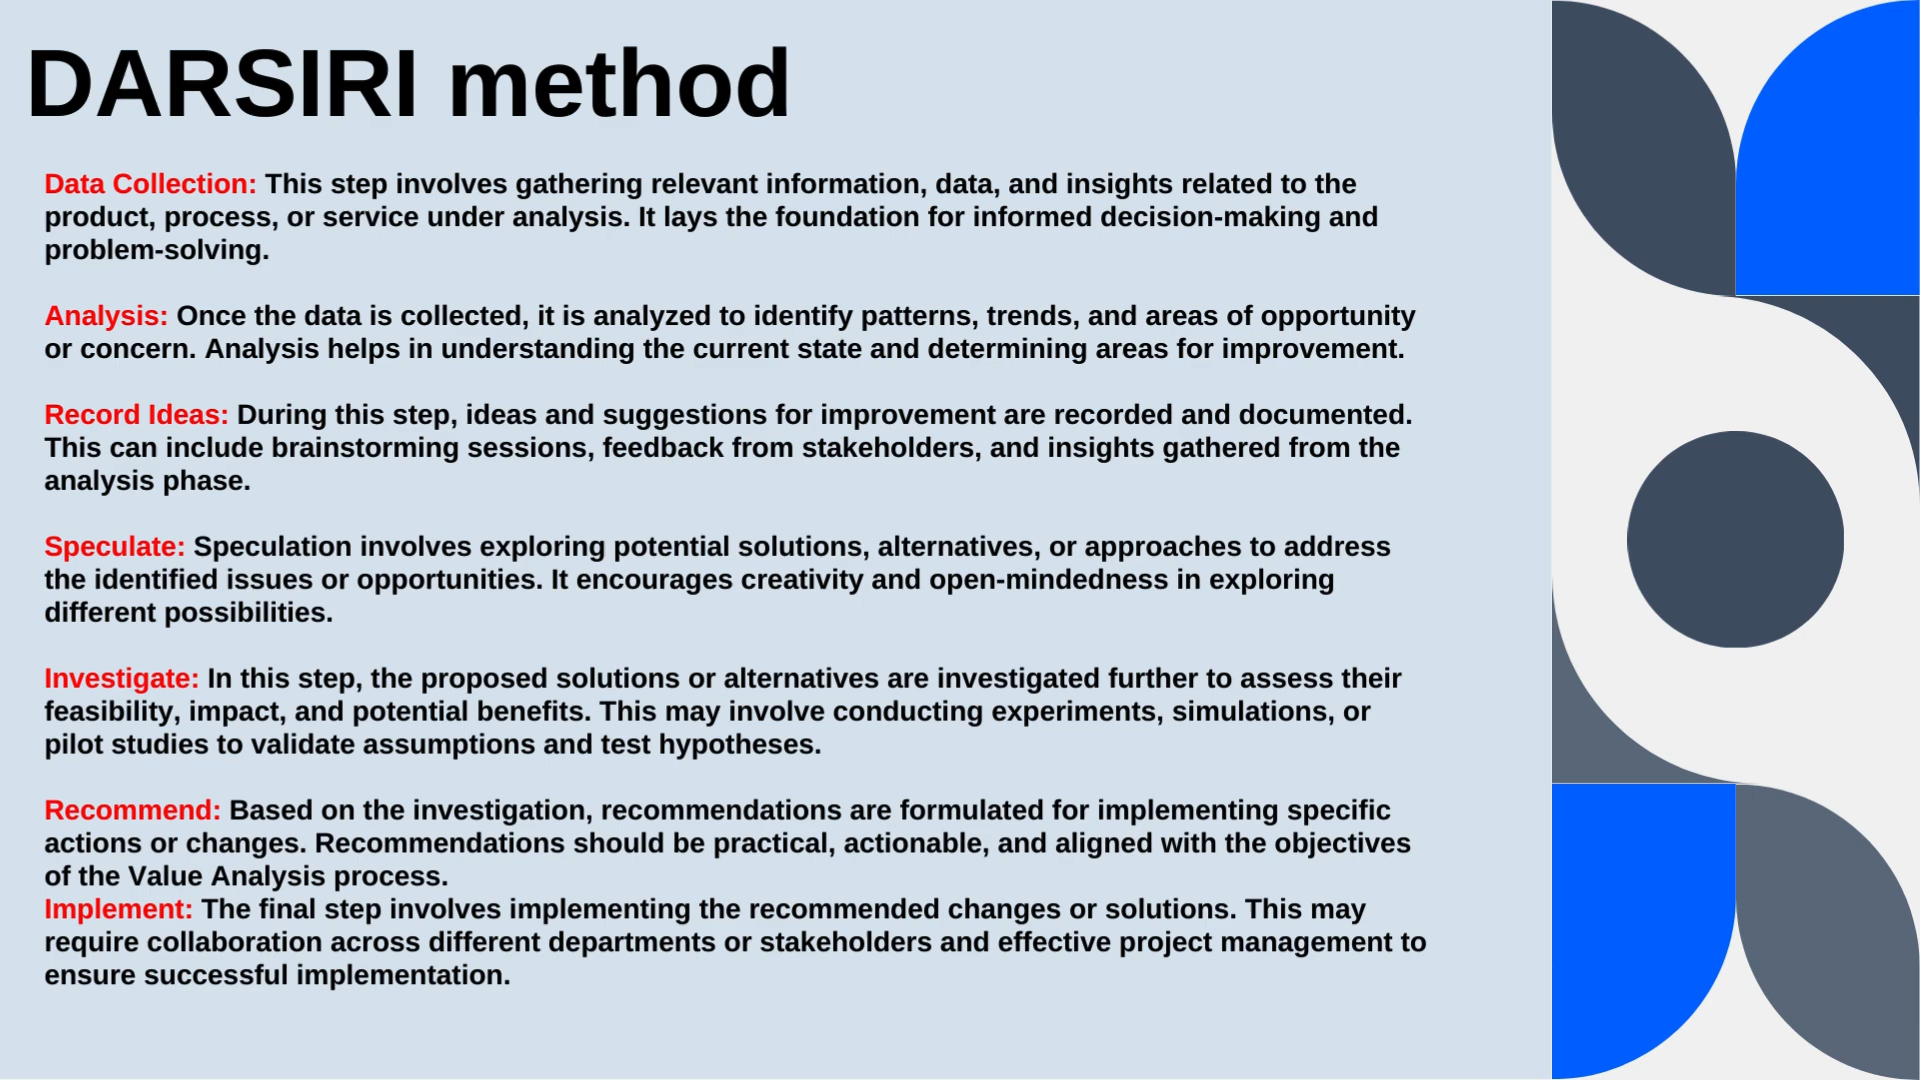 DARSIRI method
Data Collection: This step involves gathering relevant information, data, and insights related to the
product, process, or service under analysis. It lays the foundation for informed decision-making and
problem-solving.
Analysis: Once the data is collected, it is analyzed to identify patterns, trends, and areas of opportunity
or concern. Analysis helps in understanding the current state and determining areas for improvement.
Record Ideas: During this step, ideas and suggestions for improvement are recorded and documented.
This can include brainstorming sessions, feedback from stakeholders, and insights gathered from the
analysis phase.
Speculate: Speculation involves exploring potential solutions, alternatives, or approaches to address
the identified issues or opportunities. It encourages creativity and open-mindedness in exploring
different possibilities.
Investigate: In this step, the proposed solutions or alternatives are investigated further to assess their
feasibility, impact, and potential benefits. This may involve conducting experiments, simulations, or
pilot studies to validate assumptions and test hypotheses.
Recommend: Based on the investigation, recommendations are formulated for implementing specific
actions or changes. Recommendations should be practical, actionable, and aligned with the objectives
of the Value Analysis process.
Implement: The final step involves implementing the recommended changes or solutions. This may
require collaboration across different departments or stakeholders and effective project management to
ensure successful implementation.